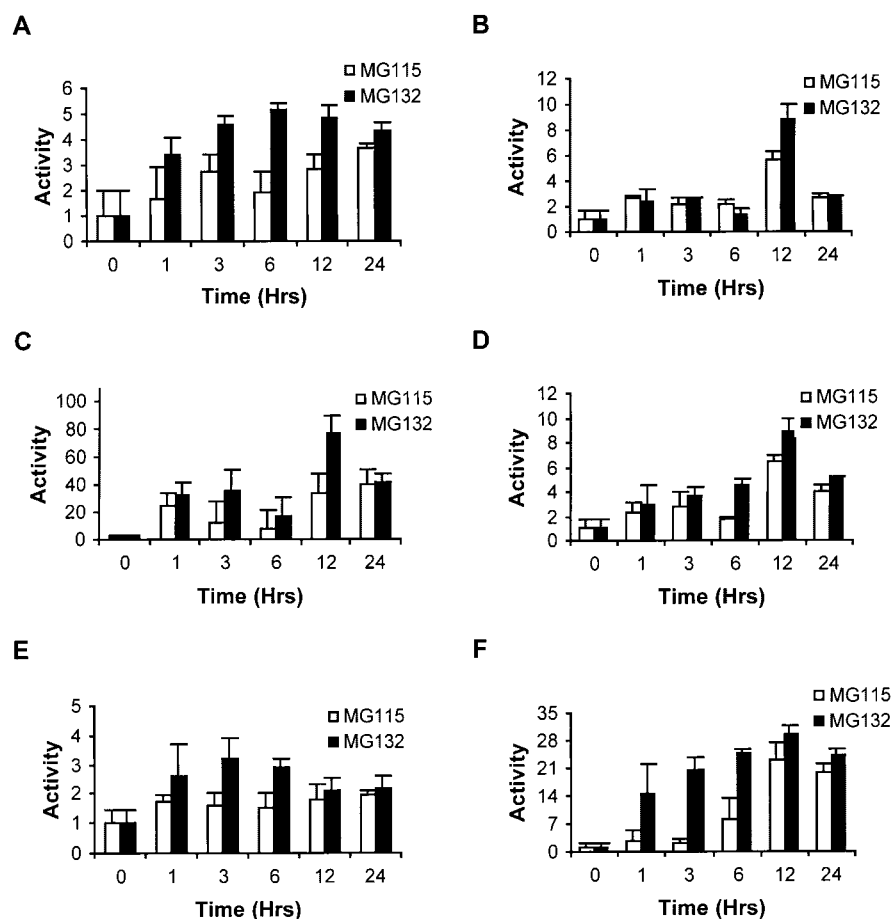 A
MG115
MG132
6
5
4
3
2
1
0
Activity
0 1 3 6 12 24
Time (Hrs)
B
MG115
MG132
12
10
8
6
4
2
0
Activity
0 1 3 6 12 24
Time (Hrs)
C
MG115
MG132
100
80
60
40
20
0
Activity
0 1 3 6 12 24
Time (Hrs)
D
MG115
MG132
12
10
8
6
4
2
0
Activity
0 1 3 6 12 24
Time (Hrs)
E
MG115
MG132
5
4
3
2
1
0
Activity
0 1 3 6 12 24
Time (Hrs)
F
MG115
MG132
35
28
21
14
7
0
Activity
0 1 3 6 12 24
Time (Hrs)